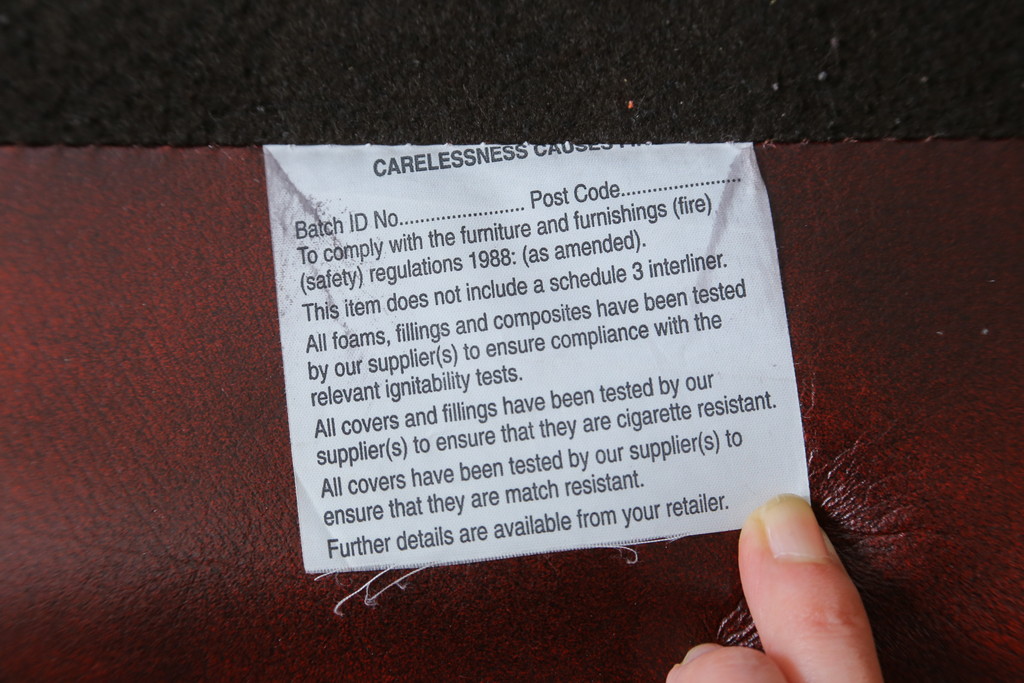 CARELESSNESS CAUSES
Batch ID No........................ Post Code.......................
To comply with the furniture and furnishings (fire)
(safety) regulations 1988: (as amended).
This item does not include a schedule 3 interliner.
All foams, fillings and composites have been tested
by our supplier(s) to ensure compliance with the
relevant ignitability tests.
All covers and fillings have been tested by our
supplier(s) to ensure that they are cigarette resistant.
All covers have been tested by our supplier(s) to
ensure that they are match resistant.
Further details are available from your retailer.